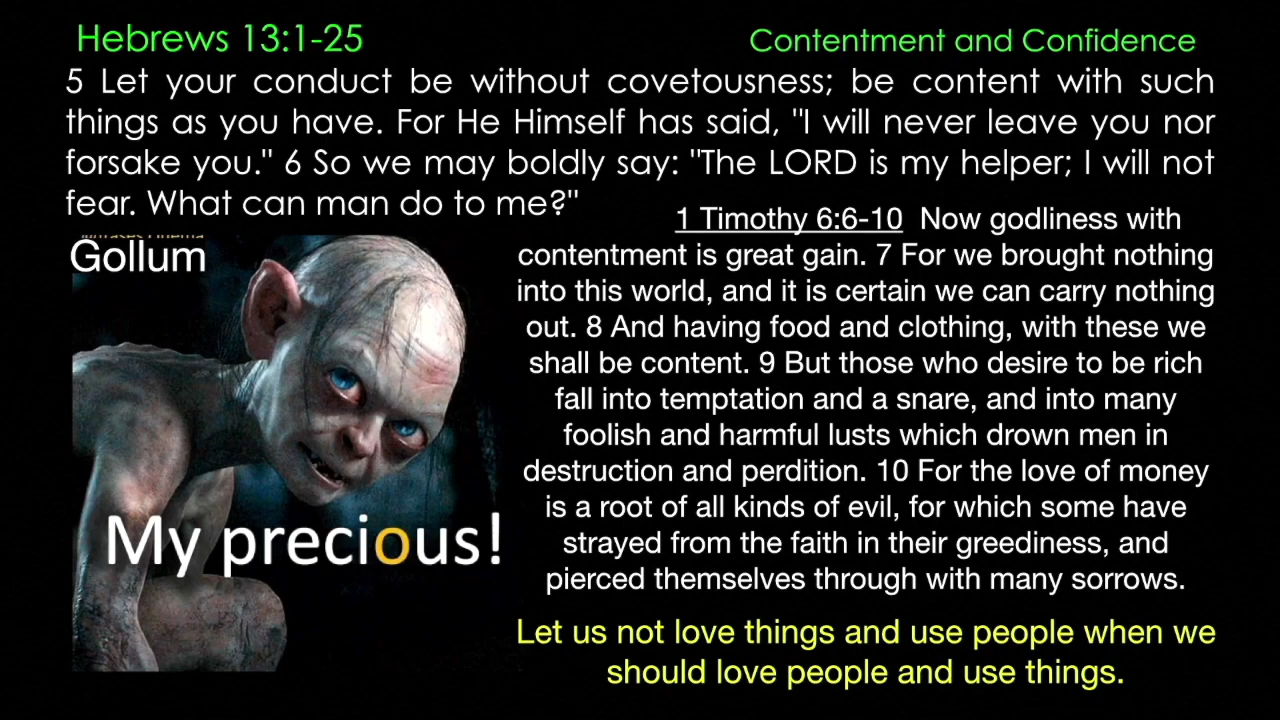 Hebrews 13:1-25
Contentment and Confidence
5 Let your conduct be without covetousness; be content with such
things as you have. For He Himself has said, "I will never leave you nor
forsake you." 6 So we may boldly say: "The LORD is my helper; I will not
fear. What can man do to me?"
Gollum
My precious!
1 Timothy 6:6-10 Now godliness with
contentment is great gain. 7 For we brought nothing
into this world, and it is certain we can carry nothing
out. 8 And having food and clothing, with these we
shall be content. 9 But those who desire to be rich
fall into temptation and a snare, and into many
foolish and harmful lusts which drown men in
destruction and perdition. 10 For the love of money
is a root of all kinds of evil, for which some have
strayed from the faith in their greediness, and
pierced themselves through with many sorrows.
Let us not love things and use people when we
should love people and use things.